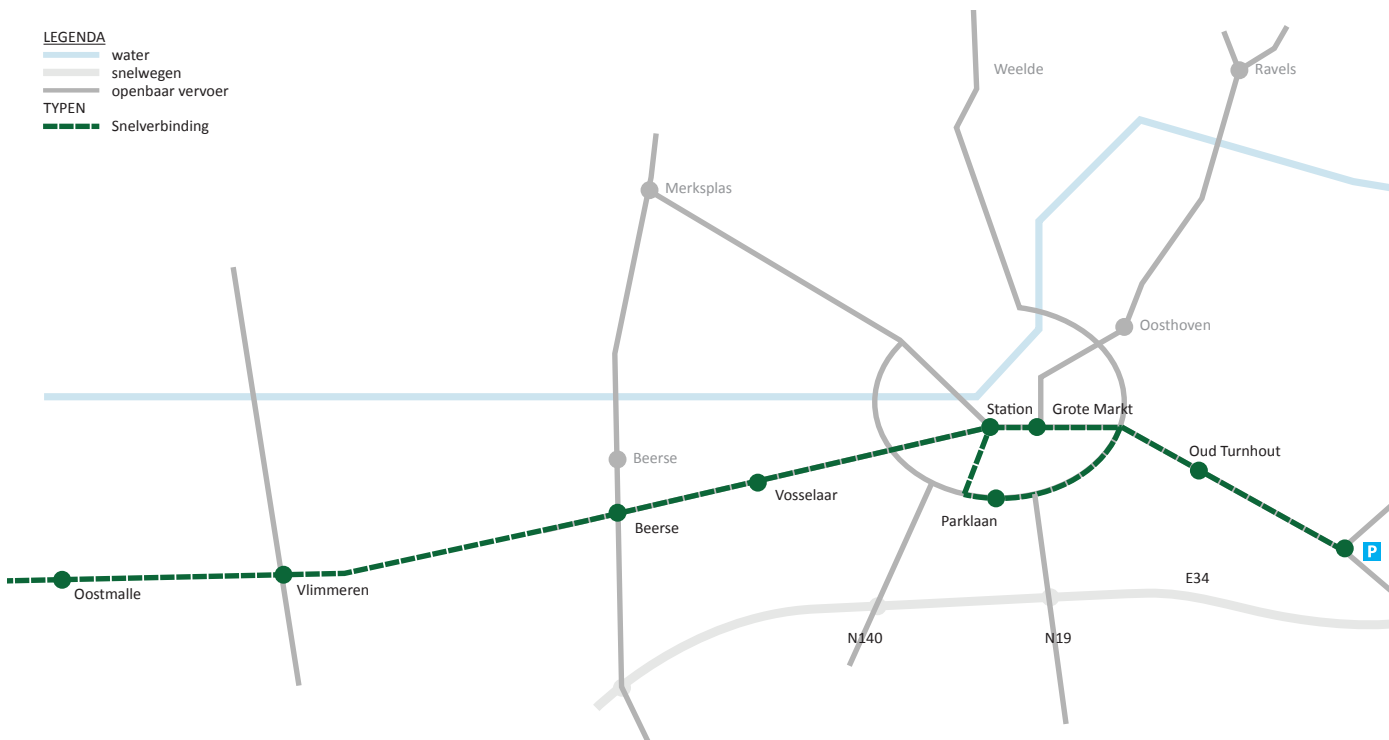 LEGENDA
water
snelwegen
openbaar vervoer
TYPEN
Snelverbinding
Weelde
Ravels
Merksplas
Oosthoven
Station
Grote Markt
Beerse
Oud Turnhout
Vosselaar
Parklaan
Beerse
P
E34
Vlimmeren
Oostmalle
N140
N19